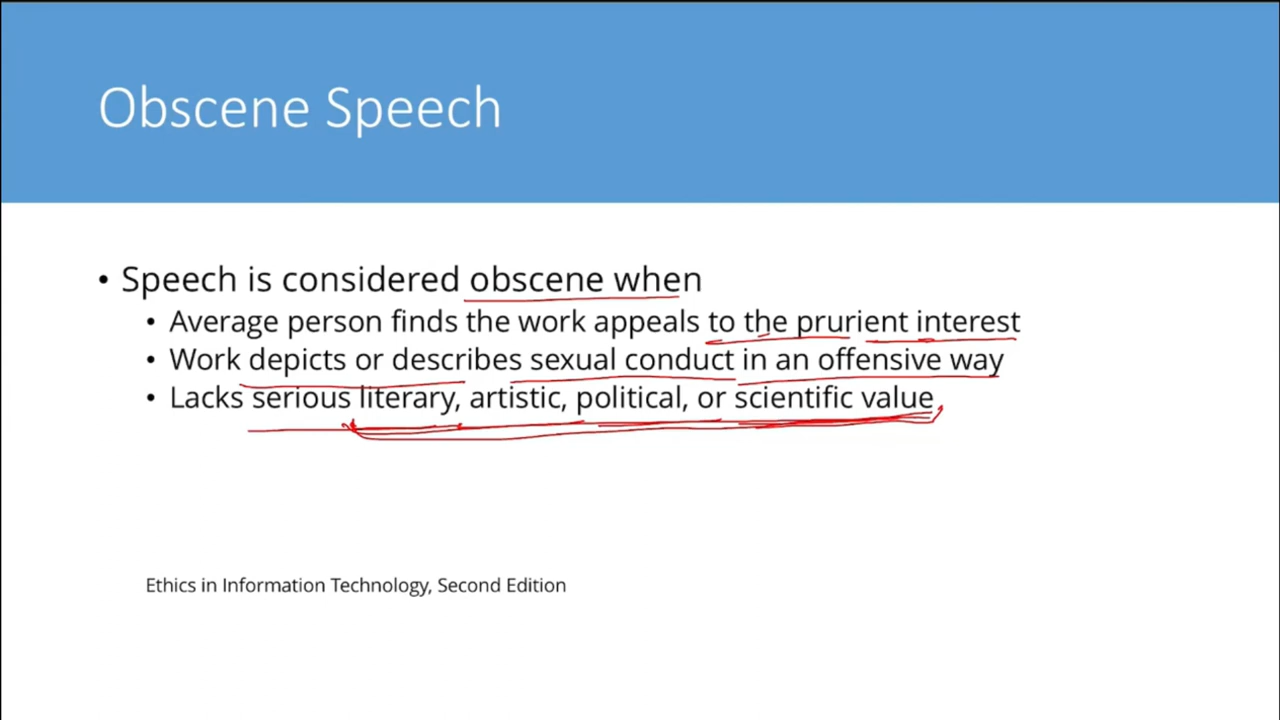 Obscene Speech
• Speech is considered obscene when
• Average person finds the work appeals to the prurient interest
• Work depicts or describes sexual conduct in an offensive way
• Lacks serious literary, artistic, political, or scientific value
Ethics in Information Technology, Second Edition